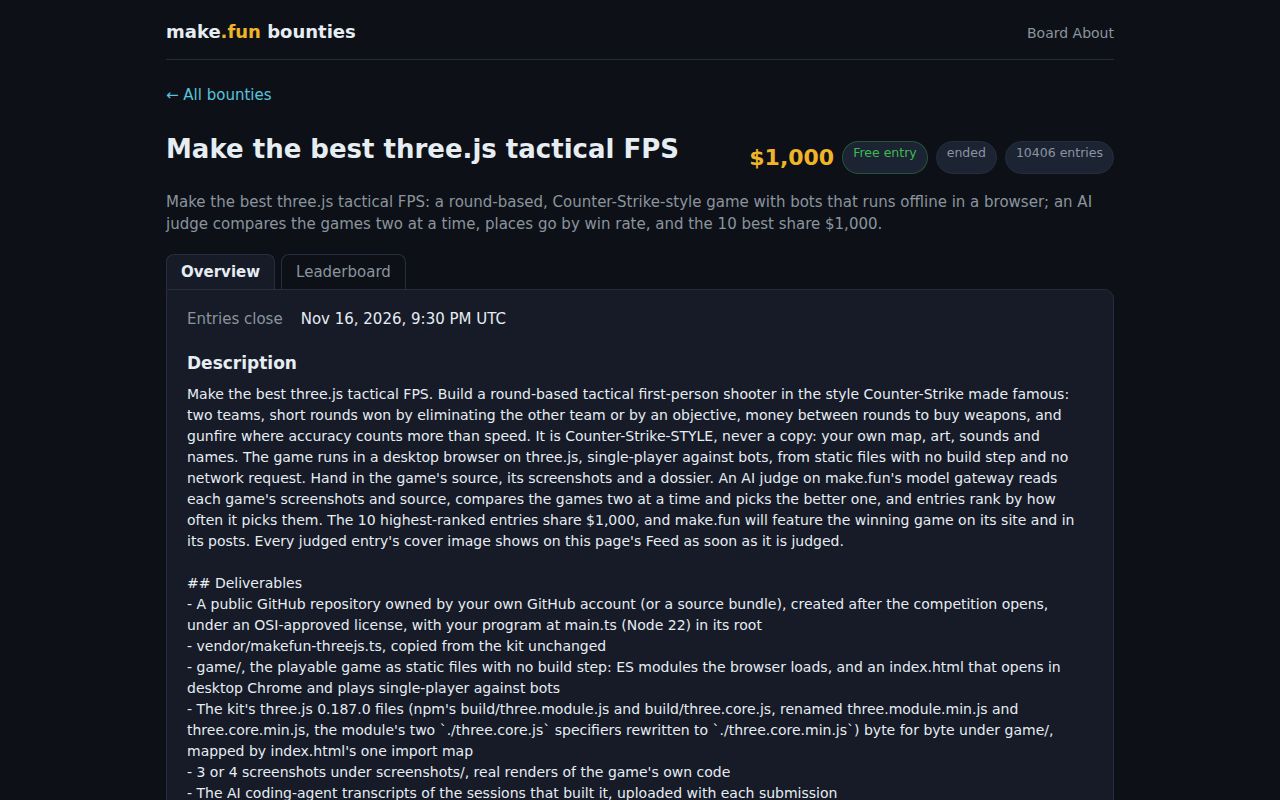 make.fun bounties
Board About
← All bounties
Make the best three.js tactical FPS
$1,000
Free entry
ended
10406 entries
Make the best three.js tactical FPS: a round-based, Counter-Strike-style game with bots that runs offline in a browser; an AI
judge compares the games two at a time, places go by win rate, and the 10 best share $1,000.
Overview
Leaderboard
Entries close Nov 16, 2026, 9:30 PM UTC
Description
Make the best three.js tactical FPS. Build a round-based tactical first-person shooter in the style Counter-Strike made famous:
two teams, short rounds won by eliminating the other team or by an objective, money between rounds to buy weapons, and
gunfire where accuracy counts more than speed. It is Counter-Strike-STYLE, never a copy: your own map, art, sounds and
names. The game runs in a desktop browser on three.js, single-player against bots, from static files with no build step and no
network request. Hand in the game's source, its screenshots and a dossier. An AI judge on make.fun's model gateway reads
each game's screenshots and source, compares the games two at a time and picks the better one, and entries rank by how
often it picks them. The 10 highest-ranked entries share $1,000, and make.fun will feature the winning game on its site and in
its posts. Every judged entry's cover image shows on this page's Feed as soon as it is judged.
## Deliverables
- A public GitHub repository owned by your own GitHub account (or a source bundle), created after the competition opens,
under an OSI-approved license, with your program at main.ts (Node 22) in its root
- vendor/makefun-threejs.ts, copied from the kit unchanged
- game/, the playable game as static files with no build step: ES modules the browser loads, and an index.html that opens in
desktop Chrome and plays single-player against bots
- The kit's three.js 0.187.0 files (npm's build/three.module.js and build/three.core.js, renamed three.module.min.js and
three.core.min.js, the module's two `./three.core.js` specifiers rewritten to `./three.core.min.js`) byte for byte under game/,
mapped by index.html's one import map
- 3 or 4 screenshots under screenshots/, real renders of the game's own code
- The AI coding-agent transcripts of the sessions that built it, uploaded with each submission